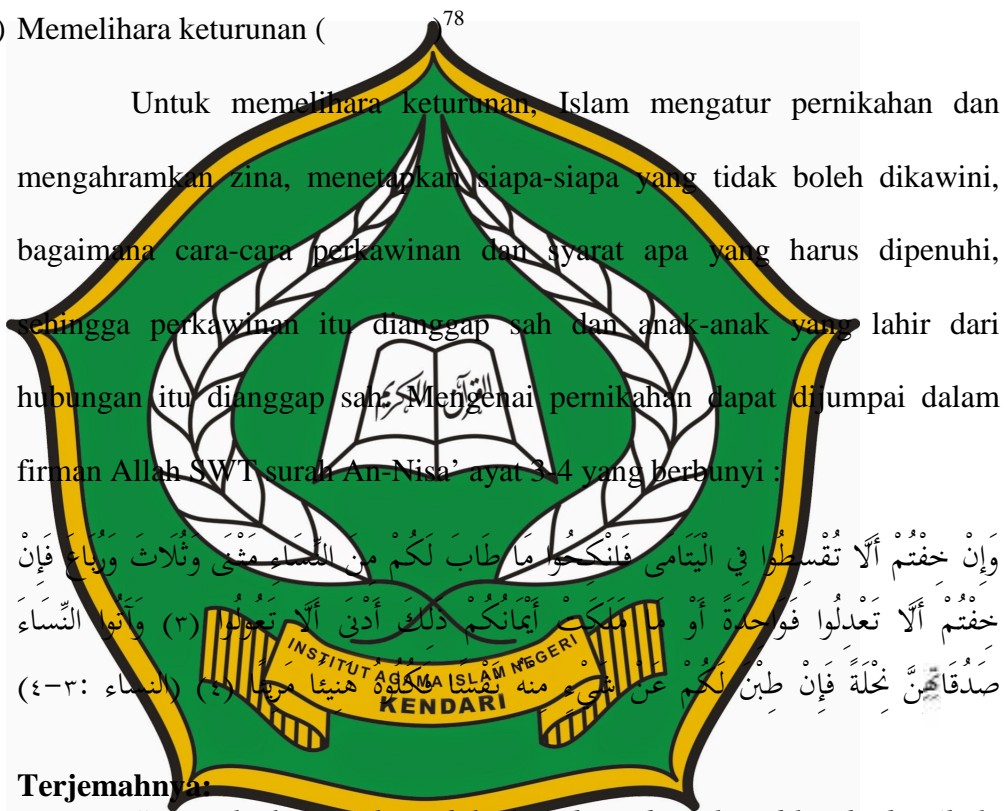 ) Memelihara keturunan ( )78
Untuk memelihara keturunan, Islam mengatur pernikahan dan
mengahramkan zina, menetapkan siapa-siapa yang tidak boleh dikawini,
bagaimana cara-cara perkawinan dan syarat apa yang harus dipenuhi,
sehingga perkawinan itu dianggap sah dan anak-anak yang lahir dari
hubungan itu dianggap sah. Mengenai pernikahan dapat dijumpai dalam
القرآن الكريم
firman Allah SWT surah An-Nisa’ ayat 3-4 yang berbunyi :
وَإِنْ خِفْتُمْ أَلَّا تُقْسِطُوا فِي الْيَتَامَى فَانْكِحُوا مَا طَابَ لَكُمْ مِنَ النِّسَاءِ مَثْنَى وَثُلَاثَ وَرُبَاعَ فَإِنْ
خِفْتُمْ أَلَّا تَعْدِلُوا فَوَاحِدَةً أَوْ مَا مَلَكَتْ أَيْمَانُكُمْ ذَلِكَ أَدْنَى أَلَّا تَعُولُوا (٣) وَآتُوا النِّسَاءَ
صَدُقَاتِهِنَّ نِحْلَةً فَإِنْ طِبْنَ لَكُمْ عَنْ شَيْءٍ مِنْهُ نَفْسًا فَكُلُوهُ هَنِيئًا مَرِيئًا (٤) (النساء :٣-٤)
INSTITUT AGAMA ISLAM NEGERI
KENDARI
Terjemahnya: